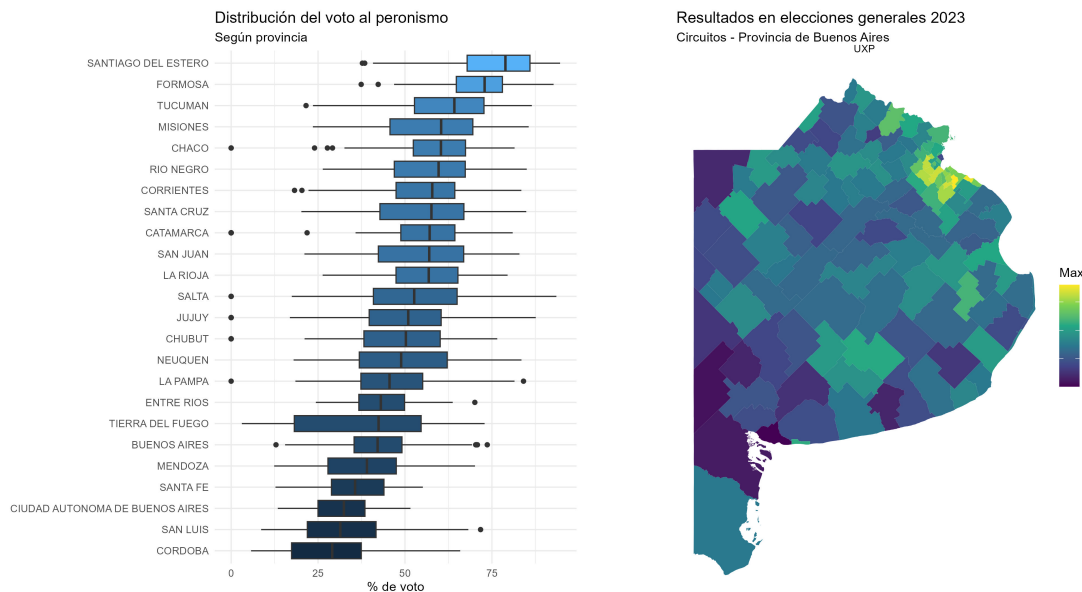 Distribución del voto al peronismo
Según provincia
SANTIAGO DEL ESTERO
FORMOSA
TUCUMAN
MISIONES
CHACO
RIO NEGRO
CORRIENTES
SANTA CRUZ
CATAMARCA
SAN JUAN
LA RIOJA
SALTA
JUJUY
CHUBUT
NEUQUEN
LA PAMPA
ENTRE RIOS
TIERRA DEL FUEGO
BUENOS AIRES
MENDOZA
SANTA FE
CIUDAD AUTONOMA DE BUENOS AIRES
SAN LUIS
CORDOBA
0 25 50 75
% de voto
Resultados en elecciones generales 2023
Circuitos - Provincia de Buenos Aires
UXP
Max